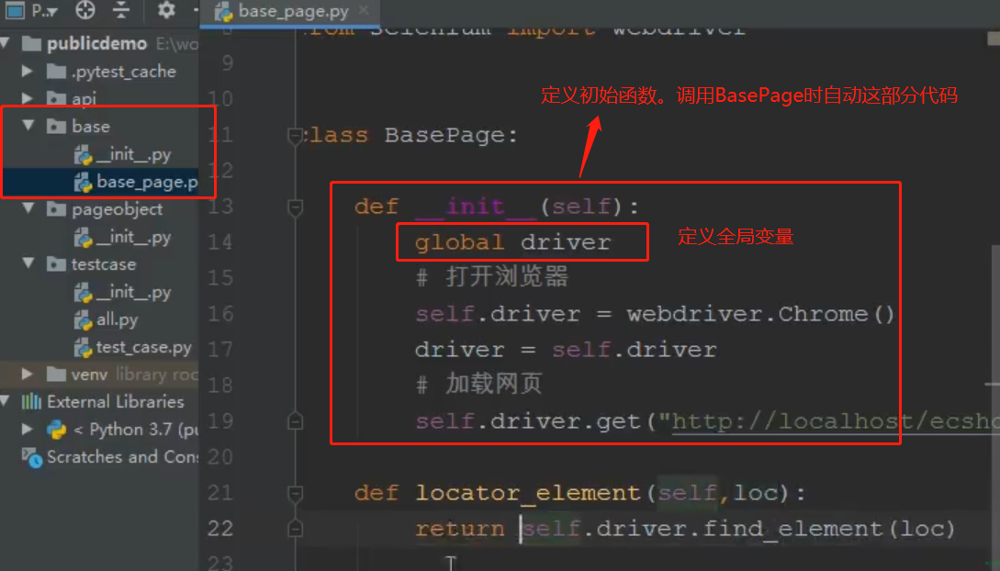 P..
base_page.py
publicdemo E:\wo
.pytest_cache
api
base
__init__.py
base_page.p
pageobject
__init__.py
testcase
__init__.py
all.py
test_case.py
venv library roo
External Libraries
< Python 3.7 (pu
Scratches and Con
8 from selenium import webdriver
9
10
定义初始函数。调用BasePage时自动这部分代码
11 class BasePage:
12
13 def __init__(self):
14 global driver
定义全局变量
15 # 打开浏览器
16 self.driver = webdriver.Chrome()
17 driver = self.driver
18 # 加载网页
19 self.driver.get("http://localhost/ecsho
20
21 def locator_element(self,loc):
22 return self.driver.find_element(loc)
23